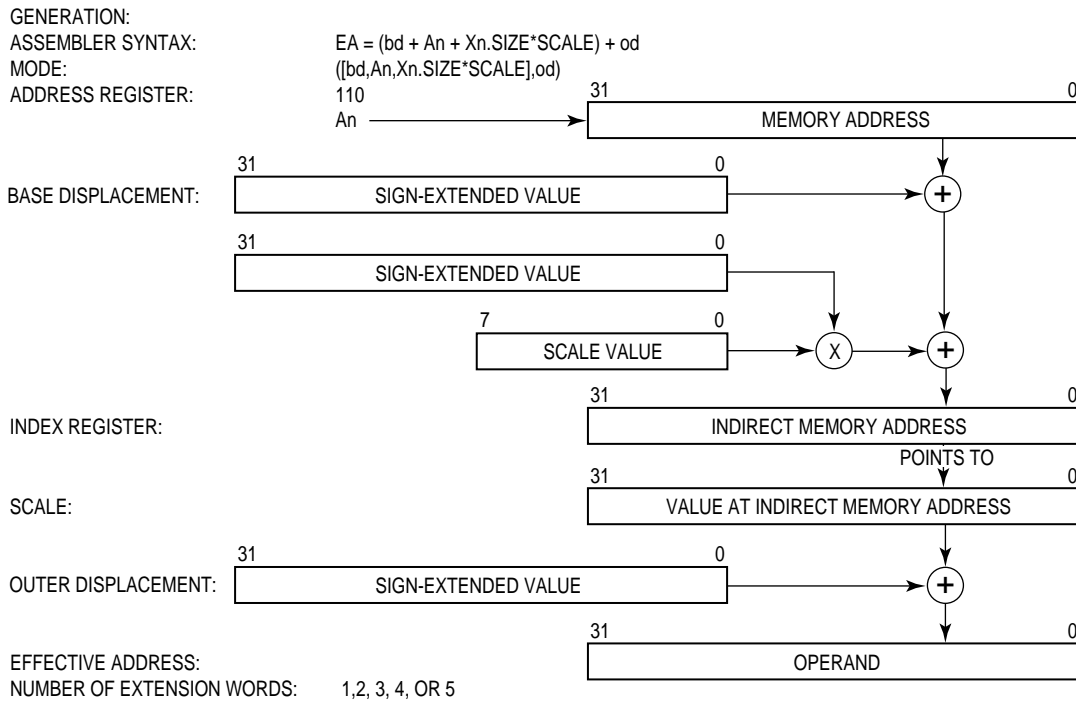 GENERATION:
ASSEMBLER SYNTAX: EA = (bd + An + Xn.SIZE*SCALE) + od
MODE: ([bd,An,Xn.SIZE*SCALE],od)
ADDRESS REGISTER: 110
31 0
An MEMORY ADDRESS
31 0
BASE DISPLACEMENT: SIGN-EXTENDED VALUE +
31 0
SIGN-EXTENDED VALUE
7 0
SCALE VALUE X +
31 0
INDEX REGISTER: INDIRECT MEMORY ADDRESS
POINTS TO
31 0
SCALE: VALUE AT INDIRECT MEMORY ADDRESS
31 0
OUTER DISPLACEMENT: SIGN-EXTENDED VALUE +
31 0
EFFECTIVE ADDRESS: OPERAND
NUMBER OF EXTENSION WORDS: 1,2, 3, 4, OR 5